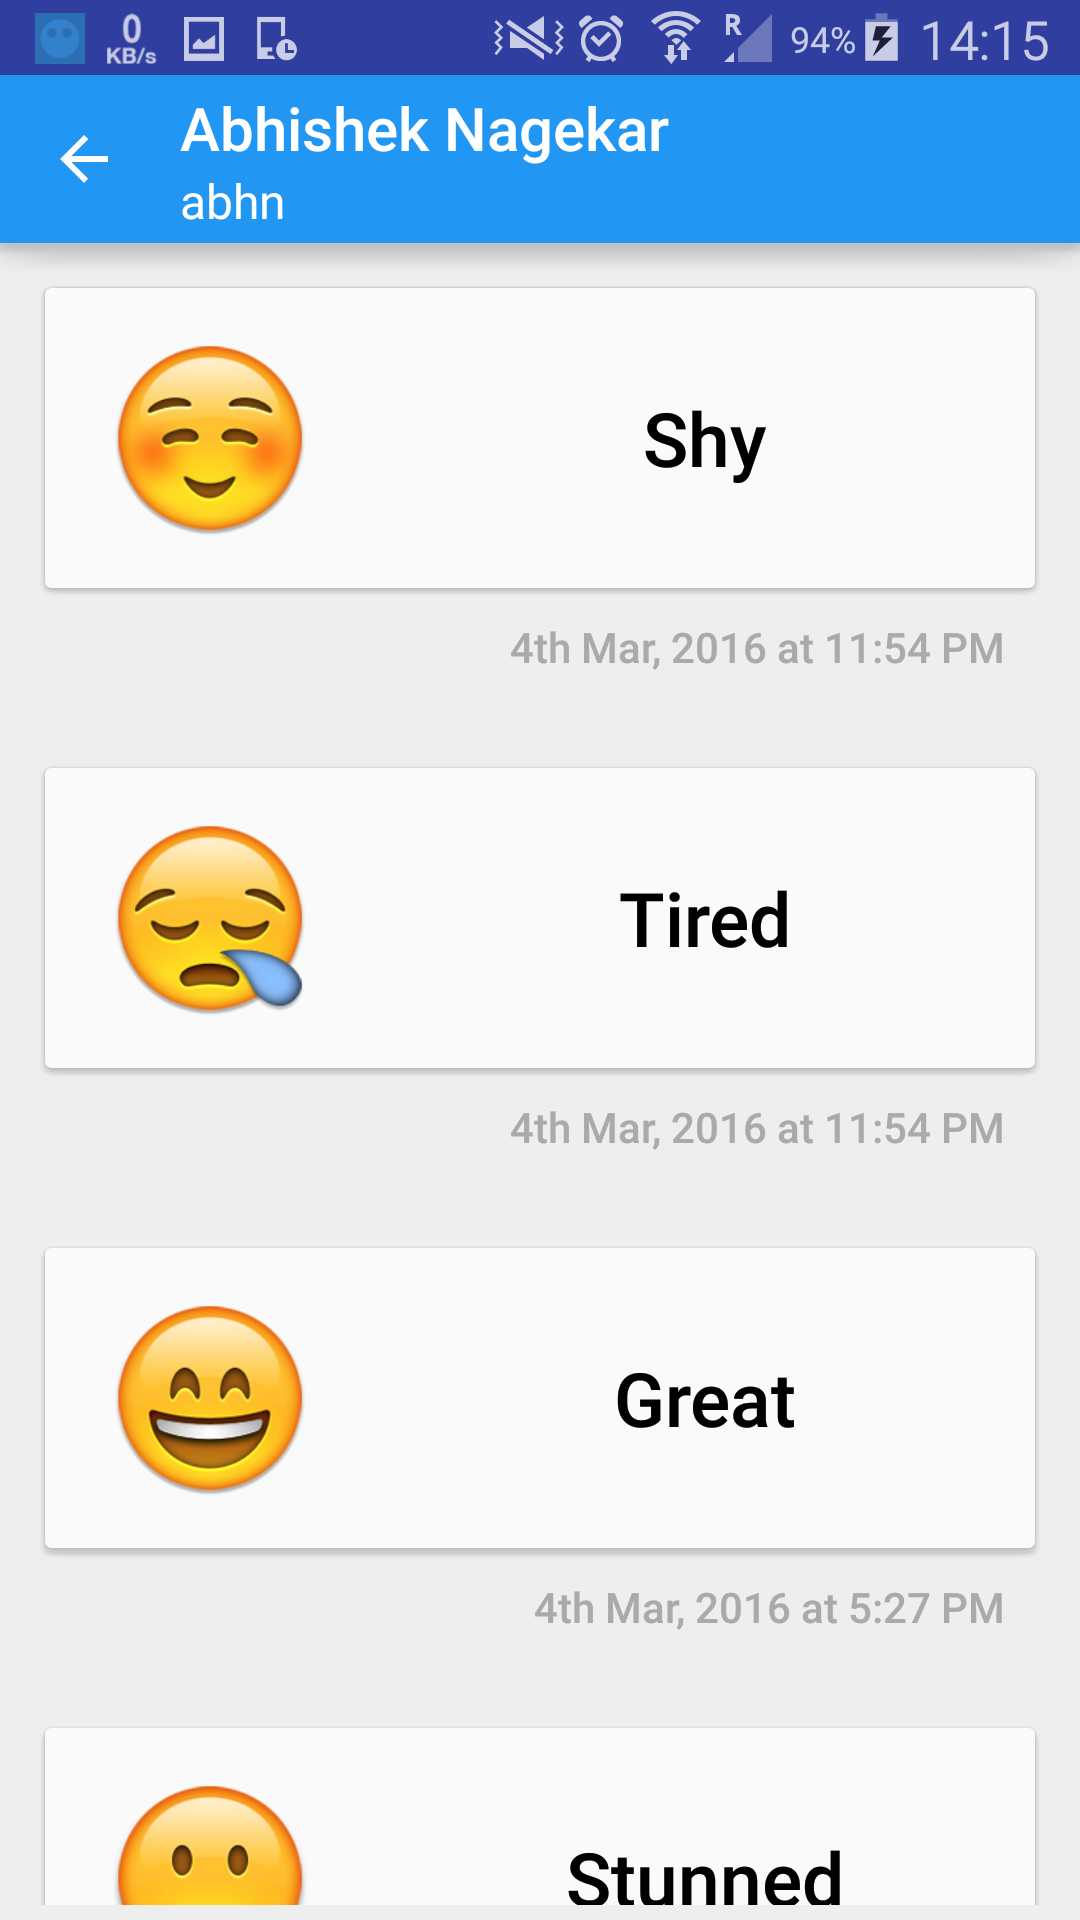 0
KB/s
R
94%
14:15
Abhishek Nagekar
abhn
Shy
4th Mar, 2016 at 11:54 PM
Tired
4th Mar, 2016 at 11:54 PM
Great
4th Mar, 2016 at 5:27 PM
Stunned